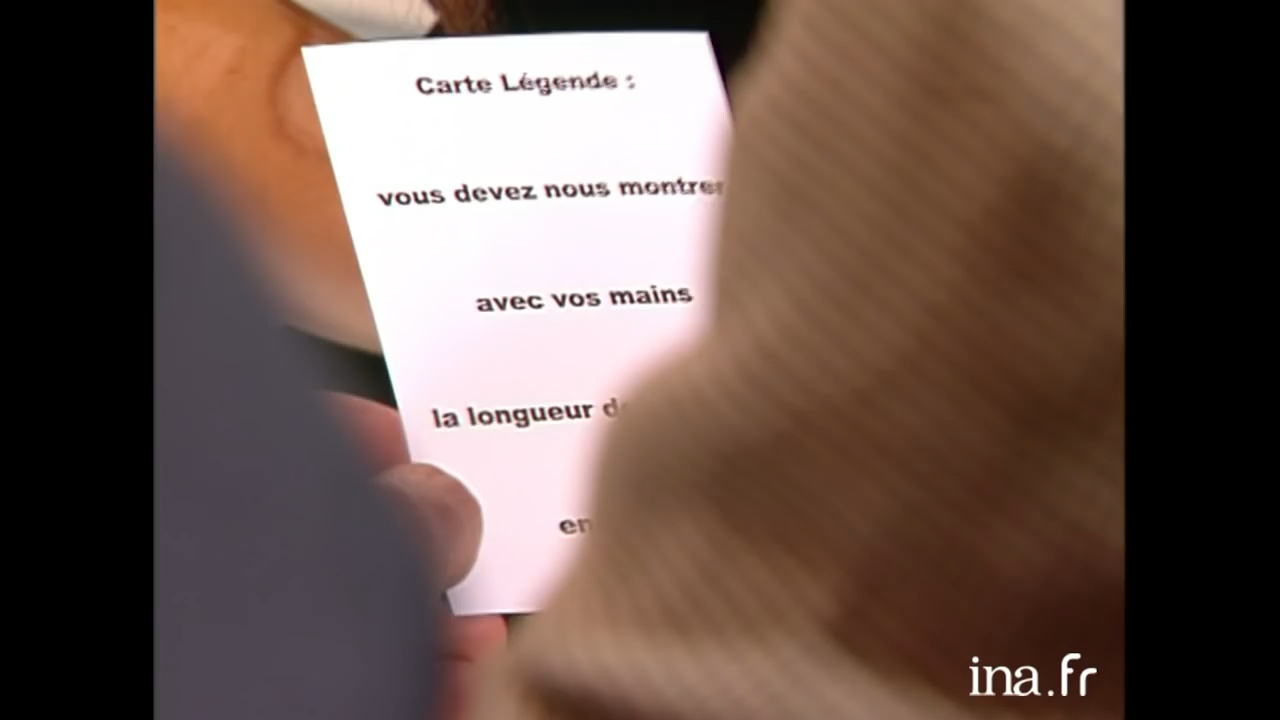 Carte Légende :
vous devez nous montrer
avec vos mains
la longueur
ina.fr